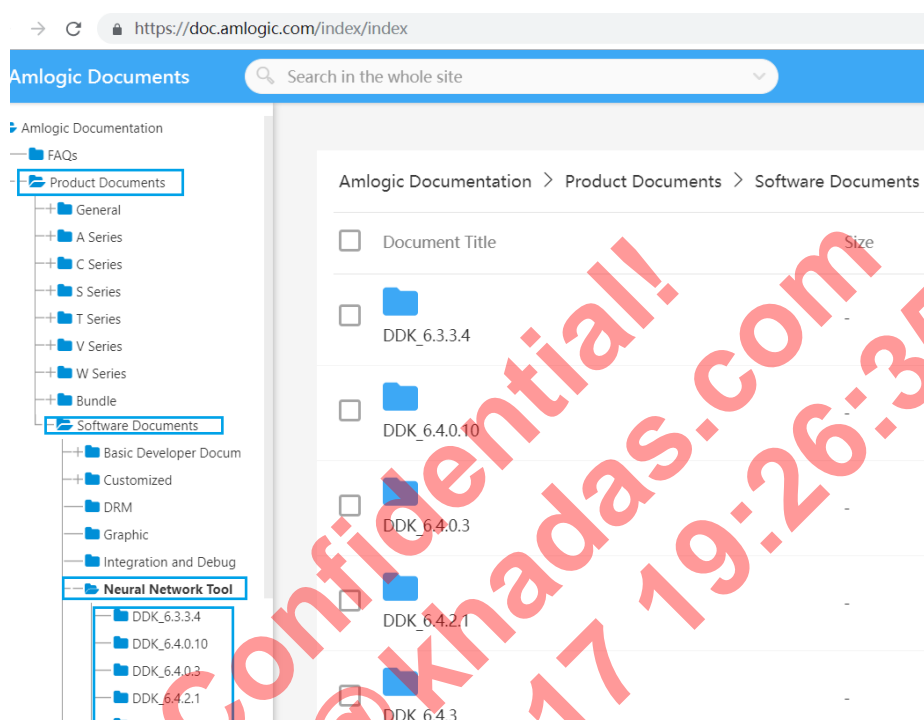 https://doc.amlogic.com/index/index
Amlogic Documents
Search in the whole site
Amlogic Documentation
FAQs
Product Documents
General
A Series
C Series
S Series
T Series
V Series
W Series
Bundle
Software Documents
Basic Developer Docum
Customized
DRM
Graphic
Integration and Debug
Neural Network Tool
DDK_6.3.3.4
DDK_6.4.0.10
DDK_6.4.0.3
DDK_6.4.2.1
Amlogic Documentation > Product Documents > Software Documents
Document Title Size
DDK_6.3.3.4 -
DDK_6.4.0.10 -
DDK_6.4.0.3 -
DDK_6.4.2.1 -
DDK_6.4.3 -
Confidential!
@khadas.com
17 19:26:35